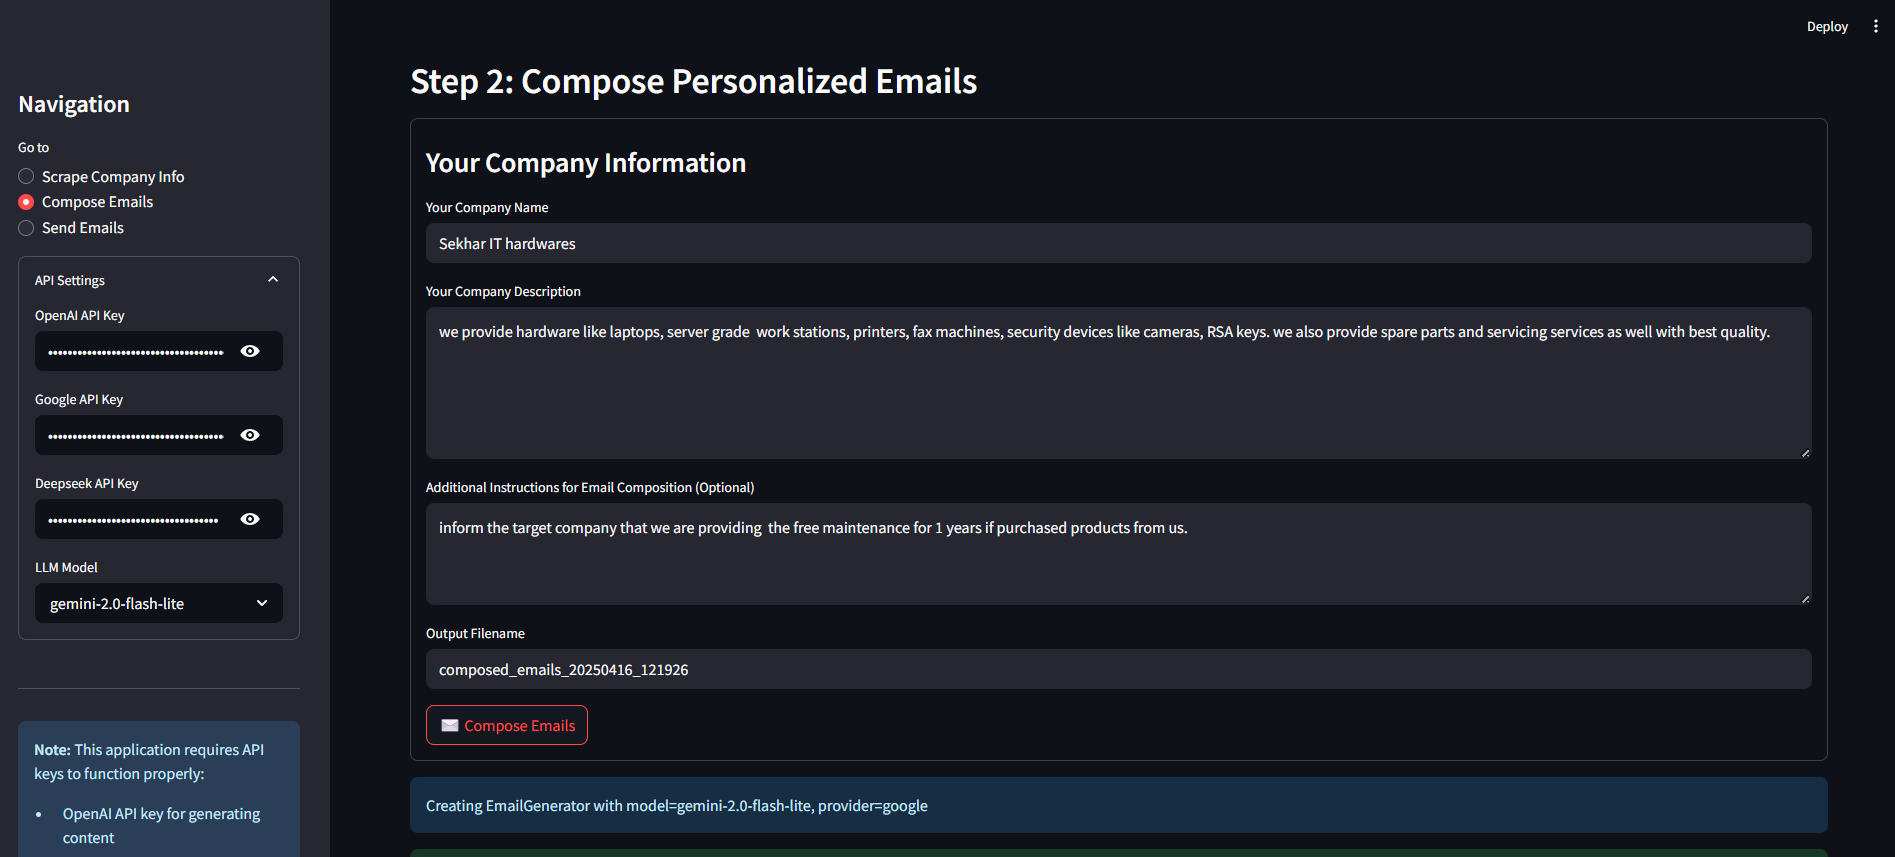 Deploy
Navigation
Go to
Scrape Company Info
Compose Emails
Send Emails
API Settings
OpenAI API Key
Google API Key
Deepseek API Key
LLM Model
gemini-2.0-flash-lite
Note: This application requires API
keys to function properly:
• OpenAI API key for generating
content
Step 2: Compose Personalized Emails
Your Company Information
Your Company Name
Sekhar IT hardwares
Your Company Description
we provide hardware like laptops, server grade  work stations, printers, fax machines, security devices like cameras, RSA keys. we also provide spare parts and servicing services as well with best quality.
Additional Instructions for Email Composition (Optional)
inform the target company that we are providing  the free maintenance for 1 years if purchased products from us.
Output Filename
composed_emails_20250416_121926
Compose Emails
Creating EmailGenerator with model=gemini-2.0-flash-lite, provider=google